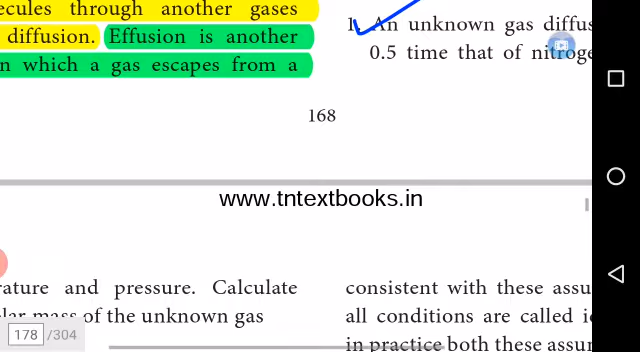 ecules through another gases
diffusion. Effusion is another
n which a gas escapes from a
1. An unknown gas diffus
0.5 time that of nitroge
168
www.tntextbooks.in
rature and pressure. Calculate
lar mass of the unknown gas
consistent with these assu
all conditions are called i
in practice both these assur
178 /304